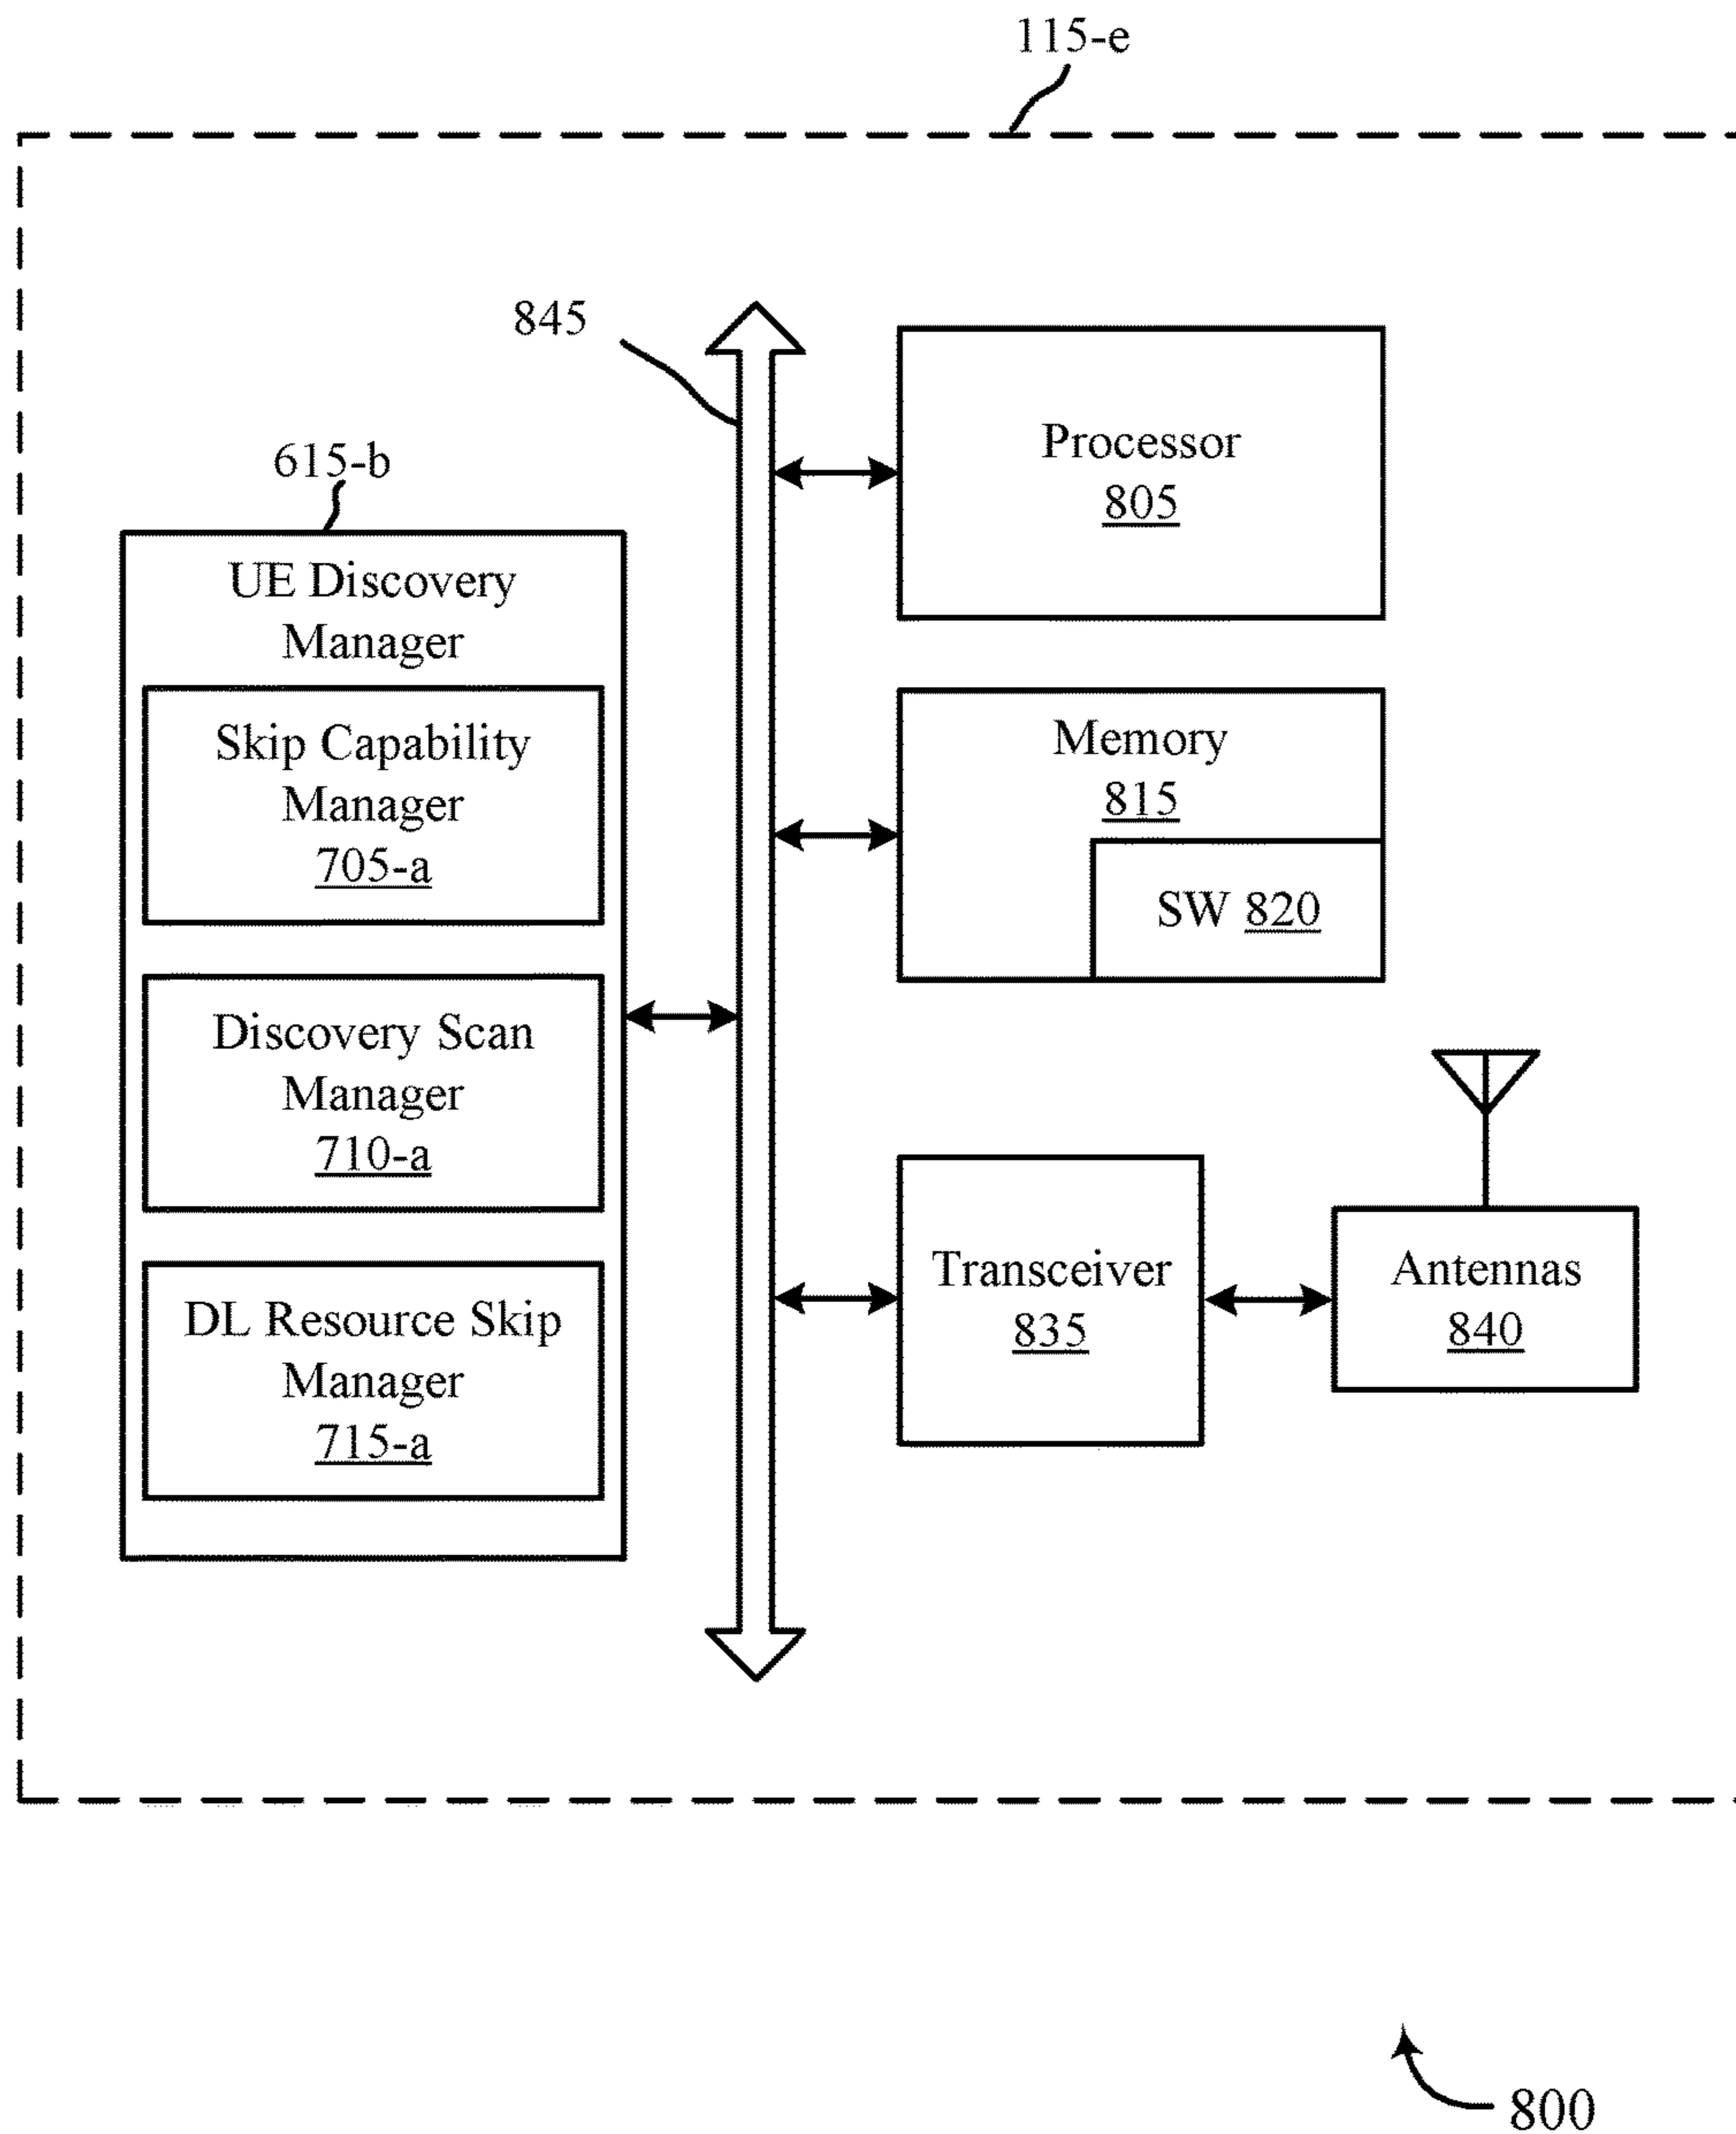 115-e
845
615-b
UE Discovery
Manager
Skip Capability
Manager
705-a
Discovery Scan
Manager
710-a
DL Resource Skip
Manager
715-a
Processor
805
Memory
815
SW 820
Transceiver
835
Antennas
840
800